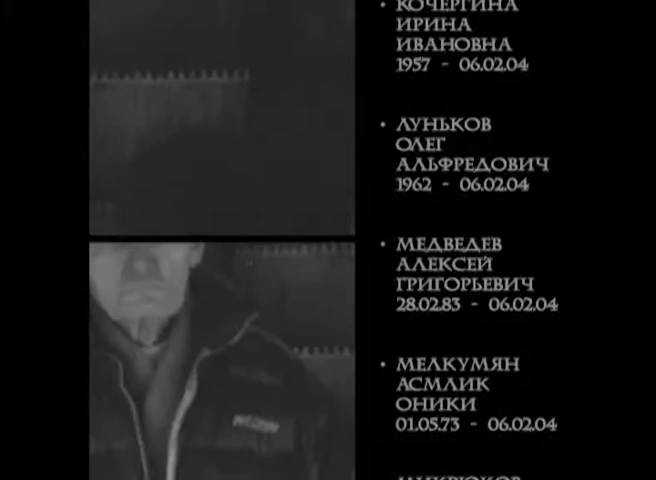 • КОЧЕРГИНА
ИРИНА
ИВАНОВНА
1957 - 06.02.04
• ЛУНЬКОВ
ОЛЕГ
АЛЬФРЕДОВИЧ
1962 - 06.02.04
• МЕДВЕДЕВ
АЛЕКСЕЙ
ГРИГОРЬЕВИЧ
28.02.83 - 06.02.04
• МЕЛКУМЯН
АСМЛИК
ОНИКИ
01.05.73 - 06.02.04